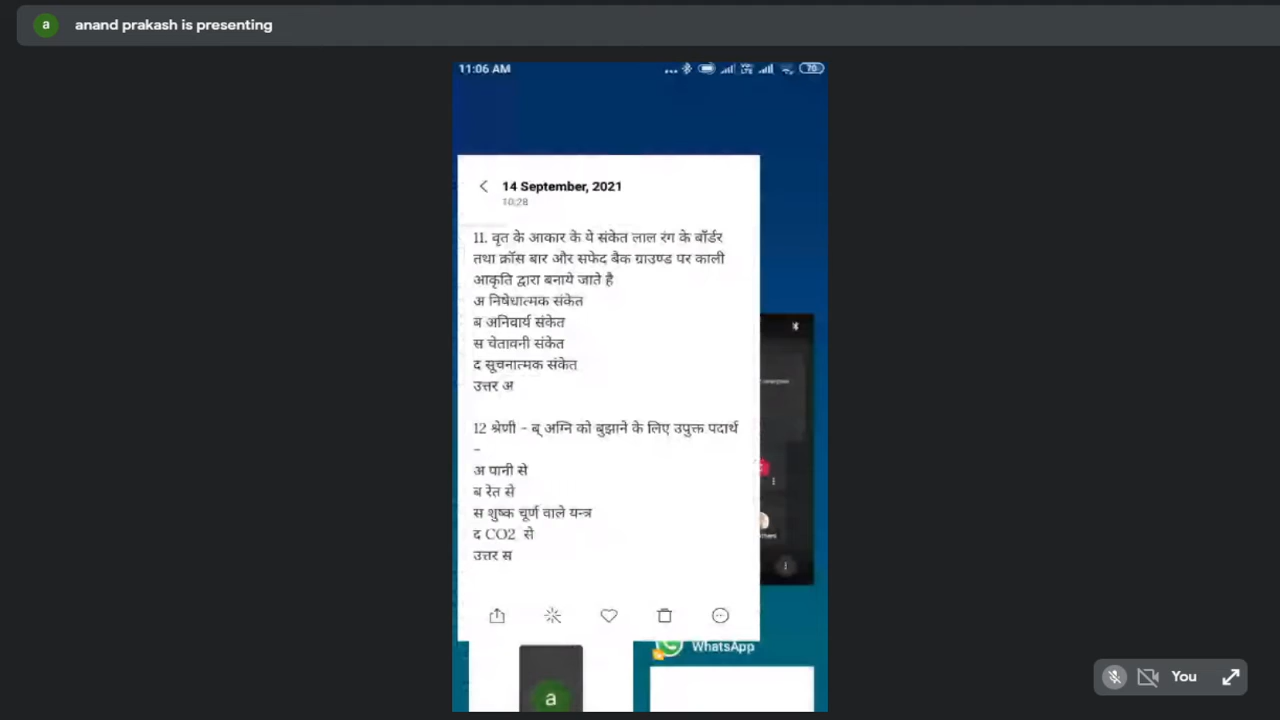 a anand prakash is presenting
11:06 AM
70
14 September, 2021
10:28
11. वृत के आकार के ये संकेत लाल रंग के बॉर्डर
तथा क्रॉस बार और सफेद बैक ग्राउण्ड पर काली
आकृति द्वारा बनाये जाते है
अ निषेधात्मक संकेत
ब अनिवार्य संकेत
स चेतावनी संकेत
द सूचनात्मक संकेत
उत्तर अ
12 श्रेणी - ब् अग्नि को बुझाने के लिए उपुक्त पदार्थ
-
अ पानी से
ब रेत से
स शुष्क चूर्ण वाले यन्त्र
द CO2 से
उत्तर स
WhatsApp
a
You